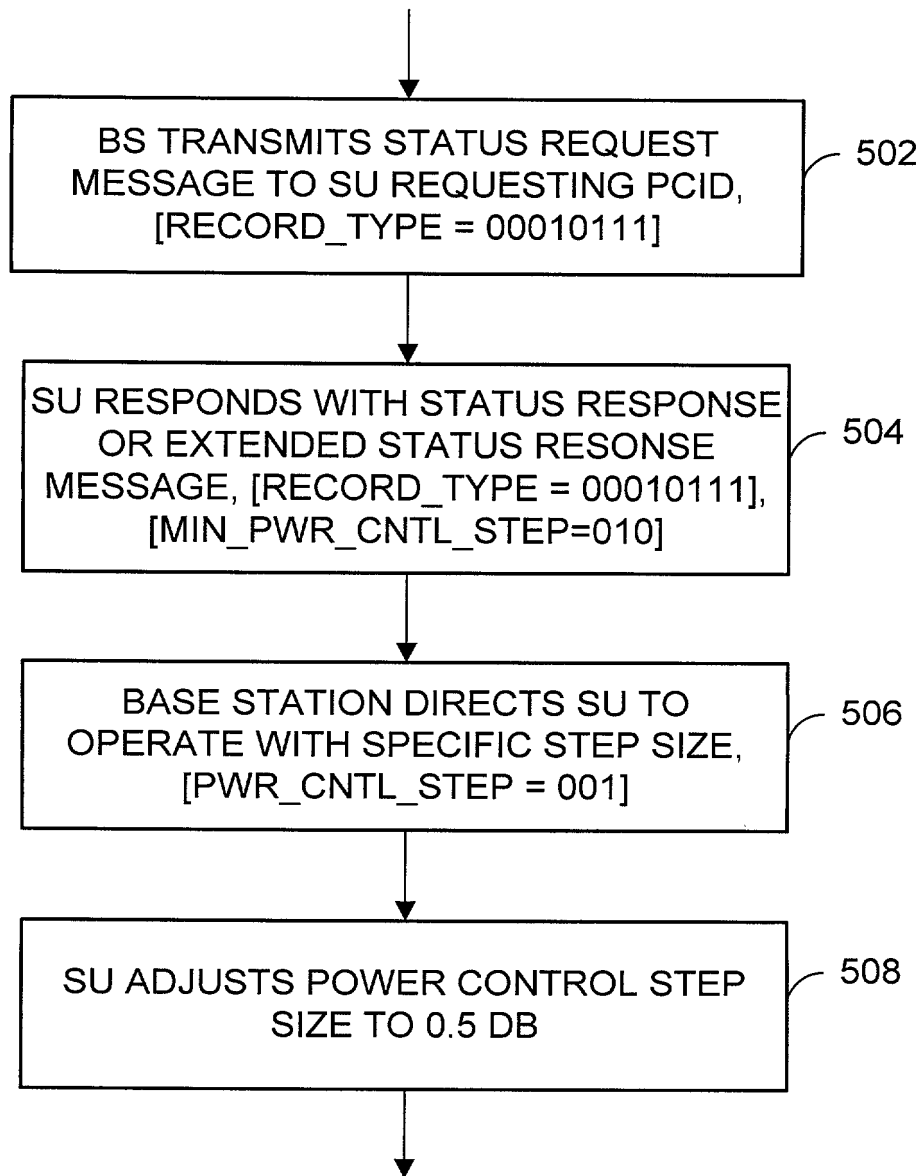 BS TRANSMITS STATUS REQUEST
MESSAGE TO SU REQUESTING PCID,
[RECORD_TYPE = 00010111]
502
SU RESPONDS WITH STATUS RESPONSE
OR EXTENDED STATUS RESONSE
MESSAGE, [RECORD_TYPE = 00010111],
[MIN_PWR_CNTL_STEP=010]
504
BASE STATION DIRECTS SU TO
OPERATE WITH SPECIFIC STEP SIZE,
[PWR_CNTL_STEP = 001]
506
SU ADJUSTS POWER CONTROL STEP
SIZE TO 0.5 DB
508